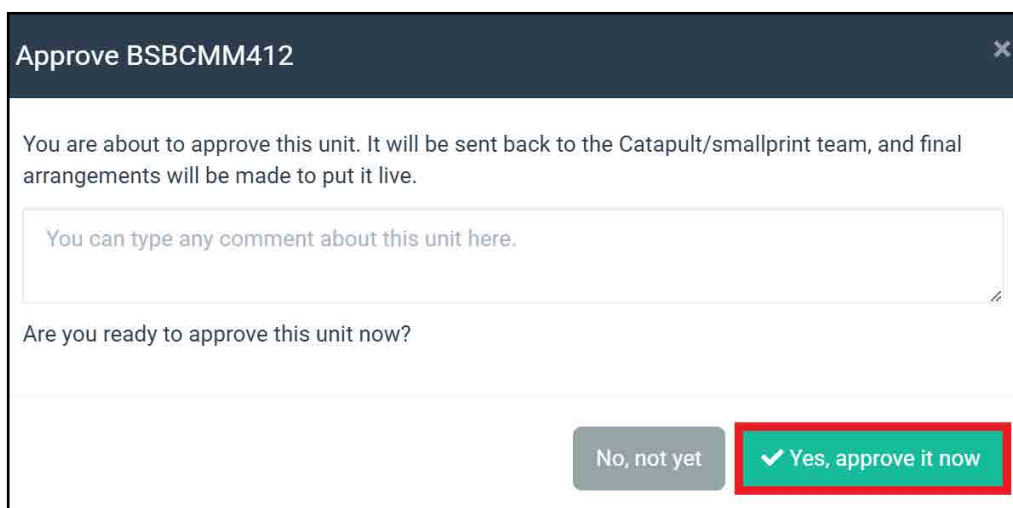 Approve BSBCMM412
×
You are about to approve this unit. It will be sent back to the Catapult/smallprint team, and final
arrangements will be made to put it live.
You can type any comment about this unit here.
Are you ready to approve this unit now?
No, not yet
✔ Yes, approve it now